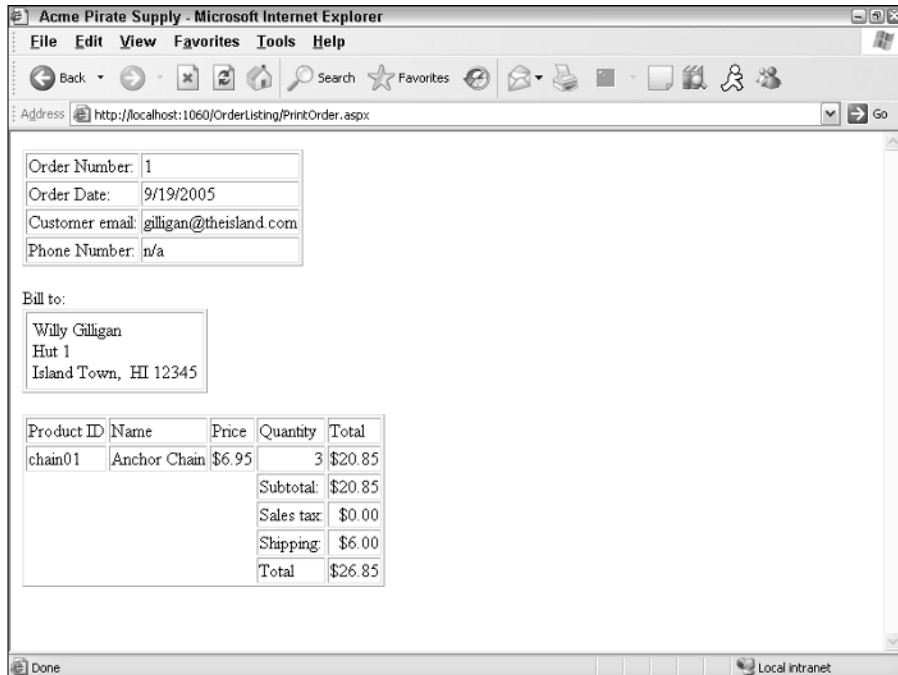 Acme Pirate Supply - Microsoft Internet Explorer
File Edit View Favorites Tools Help
Back Search Favorites
Address http://localhost:1060/OrderListing/PrintOrder.aspx Go
Order Number: 1
Order Date: 9/19/2005
Customer email: gilligan@theisland.com
Phone Number: n/a
Bill to:
Willy Gilligan
Hut 1
Island Town, HI 12345
Product ID Name Price Quantity Total
chain01 Anchor Chain $6.95 3 $20.85
Subtotal: $20.85
Sales tax: $0.00
Shipping: $6.00
Total $26.85
Done Local intranet